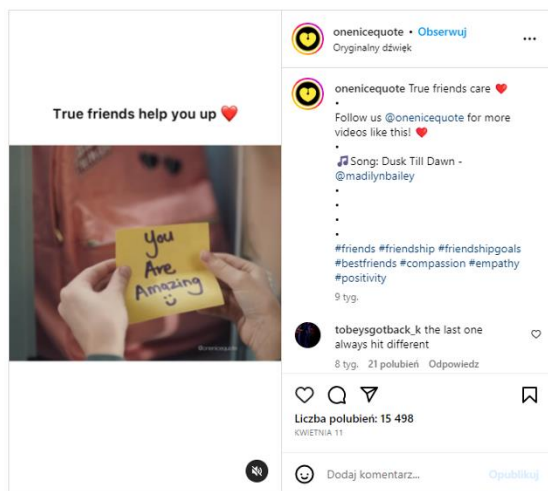 True friends help you up ❤️
You
Are
Amazing
@onenicequote
onenicequote • Obserwuj
Oryginalny dźwięk
onenicequote True friends care ❤️
•
Follow us @onenicequote for more
videos like this! ❤️
•
🎵Song: Dusk Till Dawn -
@madilynbailey
•
•
•
•
#friends #friendship #friendshipgoals
#bestfriends #compassion #empathy
#positivity
9 tyg.
tobeysgotback_k the last one
always hit different
8 tyg. 21 polubień Odpowiedz
Liczba polubień: 15 498
KWIETNIA 11
Dodaj komentarz...
Opublikuj